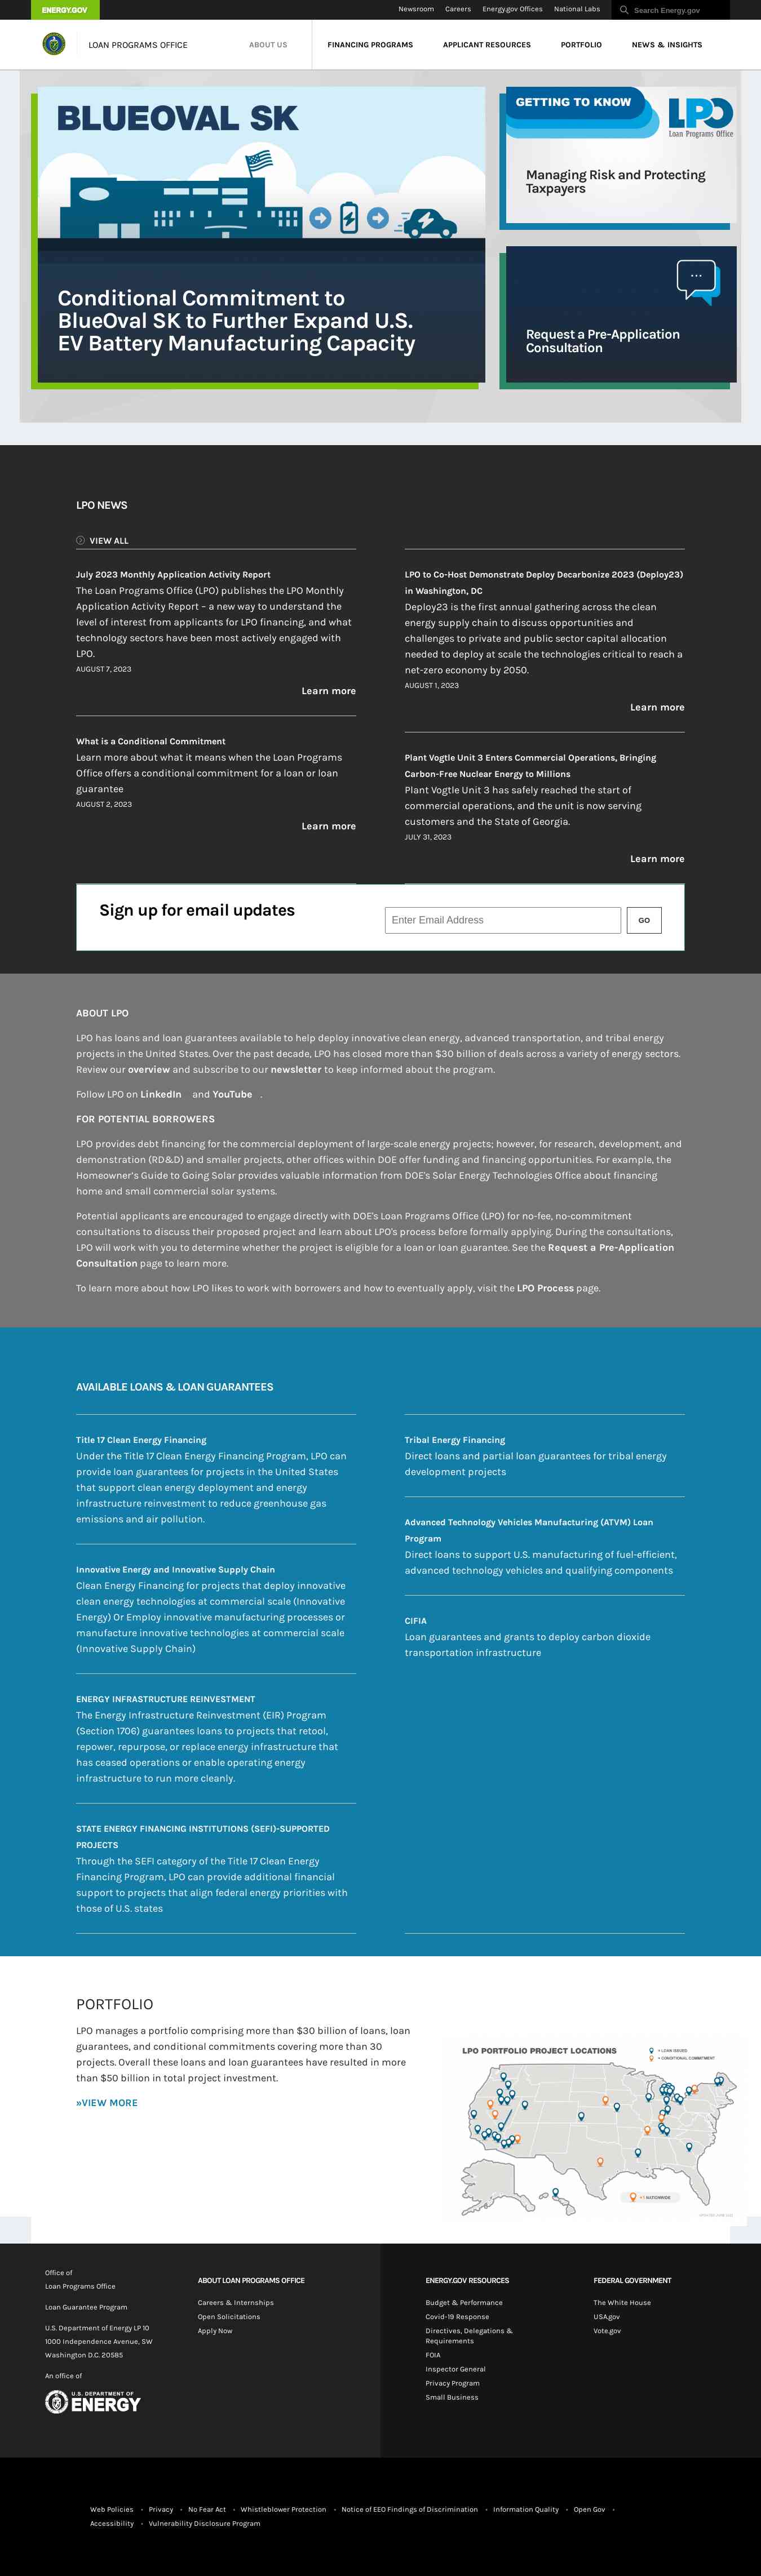 ENERGY.GOV
Newsroom
Careers
Energy.gov Offices
National Labs
Search Energy.gov
LOAN PROGRAMS OFFICE
ABOUT US
FINANCING PROGRAMS
APPLICANT RESOURCES
PORTFOLIO
NEWS & INSIGHTS
BLUEOVAL SK
Conditional Commitment to
BlueOval SK to Further Expand U.S.
EV Battery Manufacturing Capacity
GETTING TO KNOW
LPO
Loan Programs Office
Managing Risk and Protecting
Taxpayers
Request a Pre-Application
Consultation
LPO NEWS
VIEW ALL
July 2023 Monthly Application Activity Report
The Loan Programs Office (LPO) publishes the LPO Monthly
Application Activity Report – a new way to understand the
level of interest from applicants for LPO financing, and what
technology sectors have been most actively engaged with
LPO.
AUGUST 7, 2023
Learn more
What is a Conditional Commitment
Learn more about what it means when the Loan Programs
Office offers a conditional commitment for a loan or loan
guarantee
AUGUST 2, 2023
Learn more
LPO to Co-Host Demonstrate Deploy Decarbonize 2023 (Deploy23)
in Washington, DC
Deploy23 is the first annual gathering across the clean
energy supply chain to discuss opportunities and
challenges to private and public sector capital allocation
needed to deploy at scale the technologies critical to reach a
net-zero economy by 2050.
AUGUST 1, 2023
Learn more
Plant Vogtle Unit 3 Enters Commercial Operations, Bringing
Carbon-Free Nuclear Energy to Millions
Plant Vogtle Unit 3 has safely reached the start of
commercial operations, and the unit is now serving
customers and the State of Georgia.
JULY 31, 2023
Learn more
Sign up for email updates
Enter Email Address
GO
ABOUT LPO
LPO has loans and loan guarantees available to help deploy innovative clean energy, advanced transportation, and tribal energy
projects in the United States. Over the past decade, LPO has closed more than $30 billion of deals across a variety of energy sectors.
Review our overview and subscribe to our newsletter to keep informed about the program.
Follow LPO on LinkedIn and YouTube .
FOR POTENTIAL BORROWERS
LPO provides debt financing for the commercial deployment of large-scale energy projects; however, for research, development, and
demonstration (RD&D) and smaller projects, other offices within DOE offer funding and financing opportunities. For example, the
Homeowner's Guide to Going Solar provides valuable information from DOE's Solar Energy Technologies Office about financing
home and small commercial solar systems.
Potential applicants are encouraged to engage directly with DOE's Loan Programs Office (LPO) for no-fee, no-commitment
consultations to discuss their proposed project and learn about LPO's process before formally applying. During the consultations,
LPO will work with you to determine whether the project is eligible for a loan or loan guarantee. See the Request a Pre-Application
Consultation page to learn more.
To learn more about how LPO likes to work with borrowers and how to eventually apply, visit the LPO Process page.
AVAILABLE LOANS & LOAN GUARANTEES
Title 17 Clean Energy Financing
Under the Title 17 Clean Energy Financing Program, LPO can
provide loan guarantees for projects in the United States
that support clean energy deployment and energy
infrastructure reinvestment to reduce greenhouse gas
emissions and air pollution.
Innovative Energy and Innovative Supply Chain
Clean Energy Financing for projects that deploy innovative
clean energy technologies at commercial scale (Innovative
Energy) Or Employ innovative manufacturing processes or
manufacture innovative technologies at commercial scale
(Innovative Supply Chain)
ENERGY INFRASTRUCTURE REINVESTMENT
The Energy Infrastructure Reinvestment (EIR) Program
(Section 1706) guarantees loans to projects that retool,
repower, repurpose, or replace energy infrastructure that
has ceased operations or enable operating energy
infrastructure to run more cleanly.
STATE ENERGY FINANCING INSTITUTIONS (SEFI)-SUPPORTED
PROJECTS
Through the SEFI category of the Title 17 Clean Energy
Financing Program, LPO can provide additional financial
support to projects that align federal energy priorities with
those of U.S. states
Tribal Energy Financing
Direct loans and partial loan guarantees for tribal energy
development projects
Advanced Technology Vehicles Manufacturing (ATVM) Loan
Program
Direct loans to support U.S. manufacturing of fuel-efficient,
advanced technology vehicles and qualifying components
CIFIA
Loan guarantees and grants to deploy carbon dioxide
transportation infrastructure
PORTFOLIO
LPO manages a portfolio comprising more than $30 billion of loans, loan
guarantees, and conditional commitments covering more than 30
projects. Overall these loans and loan guarantees have resulted in more
than $50 billion in total project investment.
»VIEW MORE
LPO PORTFOLIO PROJECT LOCATIONS
= LOAN ISSUED
= CONDITIONAL COMMITMENT
+1 NATIONWIDE
Office of
Loan Programs Office
Loan Guarantee Program
U.S. Department of Energy LP 10
1000 Independence Avenue, SW
Washington D.C. 20585
An office of
U.S. DEPARTMENT OF
ENERGY
ABOUT LOAN PROGRAMS OFFICE
Careers & Internships
Open Solicitations
Apply Now
ENERGY.GOV RESOURCES
Budget & Performance
Covid-19 Response
Directives, Delegations &
Requirements
FOIA
Inspector General
Privacy Program
Small Business
FEDERAL GOVERNMENT
The White House
USA.gov
Vote.gov
Web Policies • Privacy • No Fear Act • Whistleblower Protection • Notice of EEO Findings of Discrimination • Information Quality • Open Gov •
Accessibility • Vulnerability Disclosure Program